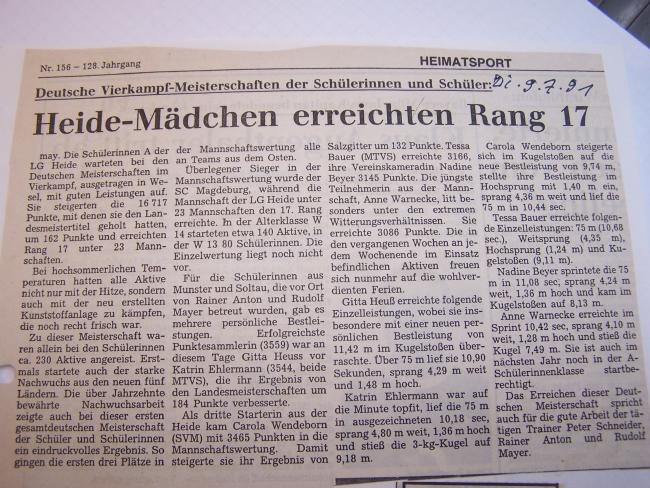 Nr. 156 – 128. Jahrgang
HEIMATSPORT
Deutsche Vierkampf-Meisterschaften der Schülerinnen und Schüler:
Di. 9.7.91
Heide-Mädchen erreichten Rang 17
may. Die Schülerinnen A der
LG Heide warteten bei den
Deutschen Meisterschaften im
Vierkampf, ausgetragen in We-
sel, mit guten Leistungen auf.
Sie steigerten die 16 717
Punkte, mit denen sie den Lan-
desmeistertitel geholt hatten,
um 162 Punkte und erreichten
Rang 17 unter 23 Mann-
schaften.
Bei hochsommerlichen Tem-
peraturen hatten alle Aktive
nicht nur mit der Hitze, sondern
auch mit der neu erstellten
Kunststoffanlage zu kämpfen,
die noch recht frisch war.
Zu dieser Meisterschaft wa-
ren allein bei den Schülerinnen
ca. 230 Aktive angereist. Erst-
mals startete auch der starke
Nachwuchs aus den neuen fünf
Ländern. Die über Jahrzehnte
bewährte Nachwuchsarbeit
zeigte auch bei dieser ersten
gesamtdeutschen Meisterschaft
der Schüler und Schülerinnen
ein eindruckvolles Ergebnis. So
gingen die ersten drei Plätze in
der Mannschaftswertung alle
an Teams aus dem Osten.
Überlegener Sieger in der
Mannschaftswertung wurde der
SC Magdeburg, während die
Mannschaft der LG Heide unter
23 Mannschaften den 17. Rang
erreichte. In der Altersklasse W
14 starteten etwa 140 Aktive, in
der W 13 80 Schülerinnen. Die
Einzelwertung liegt noch nicht
vor.
Für die Schülerinnen aus
Munster und Soltau, die vor Ort
von Rainer Anton und Rudolf
Mayer betreut wurden, gab es
mehrere persönliche Bestlei-
stungen. Erfolgreichste
Punktesammlerin (3559) war an
diesem Tage Gitta Heuss vor
Katrin Ehlermann (3544, beide
MTVS), die ihr Ergebnis von
den Landesmeisterschaften um
184 Punkte verbesserte.
Als dritte Starterin aus der
Heide kam Carola Wendeborn
(SVM) mit 3465 Punkten in die
Mannschaftswertung. Damit
steigerte sie ihr Ergebnis von
Salzgitter um 132 Punkte. Tessa
Bauer (MTVS) erreichte 3166,
ihre Vereinskameradin Nadine
Beyer 3145 Punkte. Die jüngste
Teilnehmerin aus der Mann-
schaft, Anne Warnecke, litt be-
sonders unter den extremen
Witterungsverhältnissen. Sie
erreichte 3086 Punkte. Die in
den vergangenen Wochen an je-
dem Wochenende im Einsatz
befindlichen Aktiven freuen
sich nunmehr auf die wohlver-
dienten Ferien.
Gitta Heuß erreichte folgende
Einzelleistungen, wobei sie ins-
besondere mit einer neuen per-
sönlichen Bestleistung von
11,42 m im Kugelstoßen über-
raschte. Über 75 m lief sie 10,90
Sekunden, sprang 4,29 m weit
und 1,48 m hoch.
Katrin Ehlermann war auf
die Minute topfit, lief die 75 m
in ausgezeichneten 10,18 sec,
sprang 4,80 m weit, 1,36 m hoch
und stieß die 3-kg-Kugel auf
9,18 m.
Carola Wendeborn steigerte
sich im Kugelstoßen auf die
neue Bestleistung von 9,74 m,
stellte ihre Bestleistung im
Hochsprung mit 1,40 m ein,
sprang 4,36 m weit und lief die
75 m in 10,44 sec.
Tessa Bauer erreichte folgen-
de Einzelleistungen: 75 m (10,68
sec.), Weitsprung (4,35 m),
Hochsprung (1,24 m) und Ku-
gelstoßen (9,11 m).
Nadine Beyer sprintete die 75
m in 11,08 sec, sprang 4,24 m
weit, 1,36 m hoch und kam im
Kugelstoßen auf 8,13 m.
Anne Warnecke erreichte im
Sprint 10,42 sec, sprang 4,10 m
weit, 1,28 m hoch und stieß die
Kugel 7,49 m. Sie ist auch im
nächsten Jahr noch in der A-
Schülerinnenklasse startbe-
rechtigt.
Das Erreichen dieser Deut-
schen Meisterschaft spricht
auch für die gute Arbeit der tä-
tigen Trainer Peter Schneider,
Rainer Anton und Rudolf
Mayer.